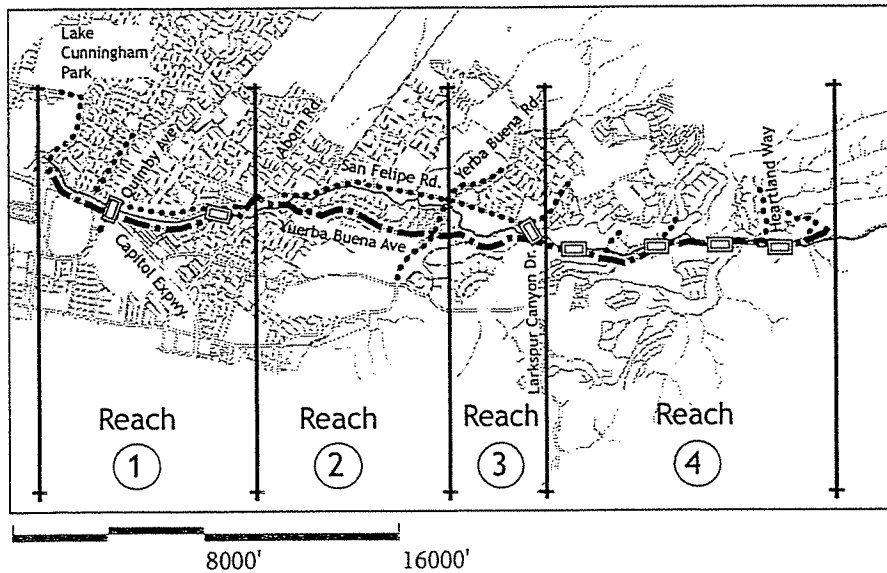 Lake
Cunningham
Park
Quimby Ave
Aborn Rd.
San Felipe Rd.
Yerba Buena Rd.
Yuerba Buena Ave
Capitol Expwy.
Larkspur Canyon Dr.
Heartland Way
Reach
1
Reach
2
Reach
3
Reach
4
8000'
16000'